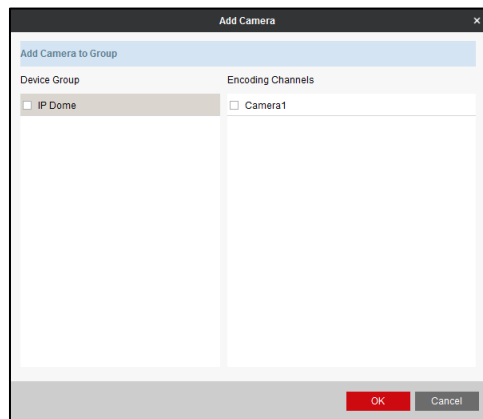 Add Camera
×
Add Camera to Group
Device Group
Encoding Channels
IP Dome
Camera1
OK
Cancel